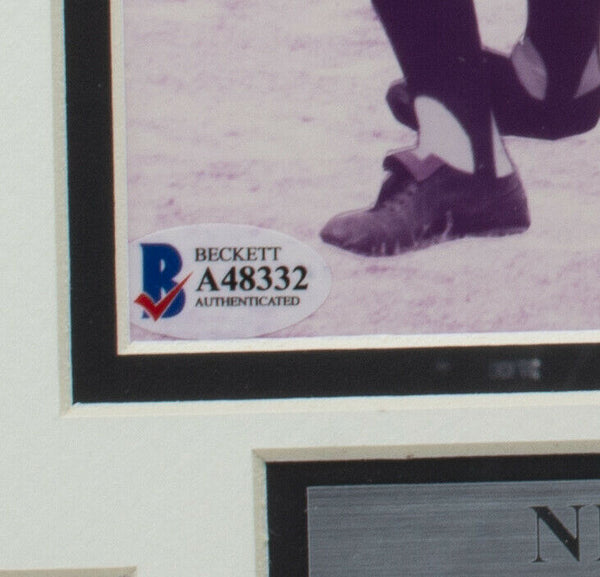 B
BECKETT
A48332
AUTHENTICATED
N